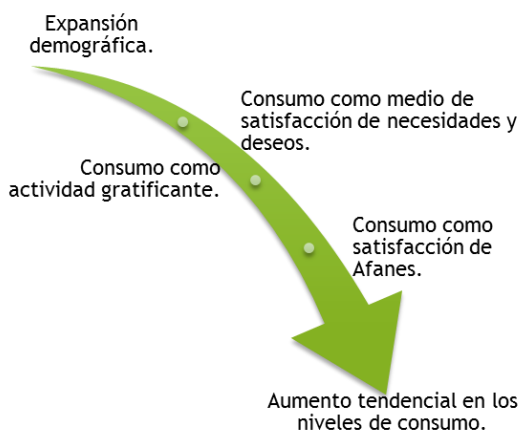 Expansión
demográfica.
Consumo como medio de
satisfacción de necesidades y
deseos.
Consumo como
actividad gratificante.
Consumo como
satisfacción de
Afanes.
Aumento tendencial en los
niveles de consumo.